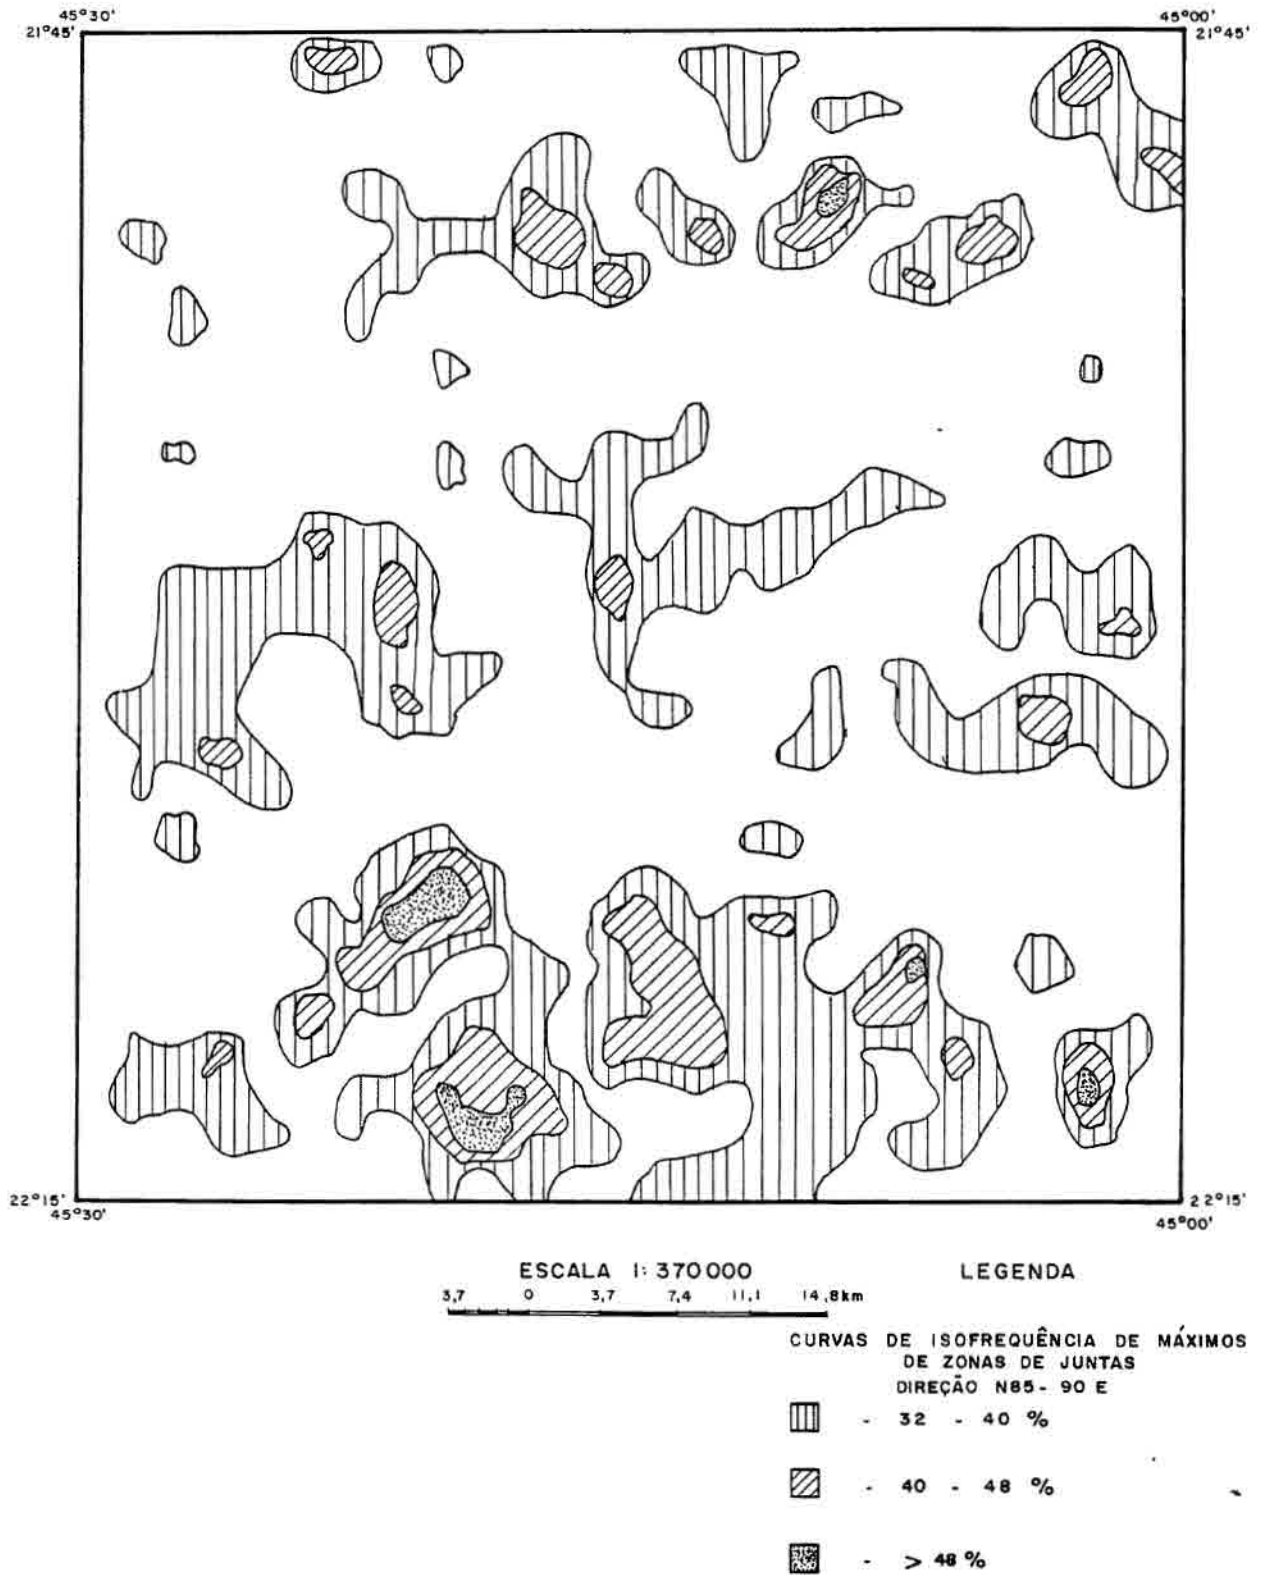 45°30'
45°00'
21°45'
21°45'
22°15'
22°15'
45°30'
45°00'
ESCALA 1: 370000
3,7 0 3,7 7,4 11,1 14,8km
LEGENDA
CURVAS DE ISOFREQUÊNCIA DE MÁXIMOS
DE ZONAS DE JUNTAS
DIREÇÃO N85- 90 E
- 32 - 40 %
- 40 - 48 %
- > 48 %